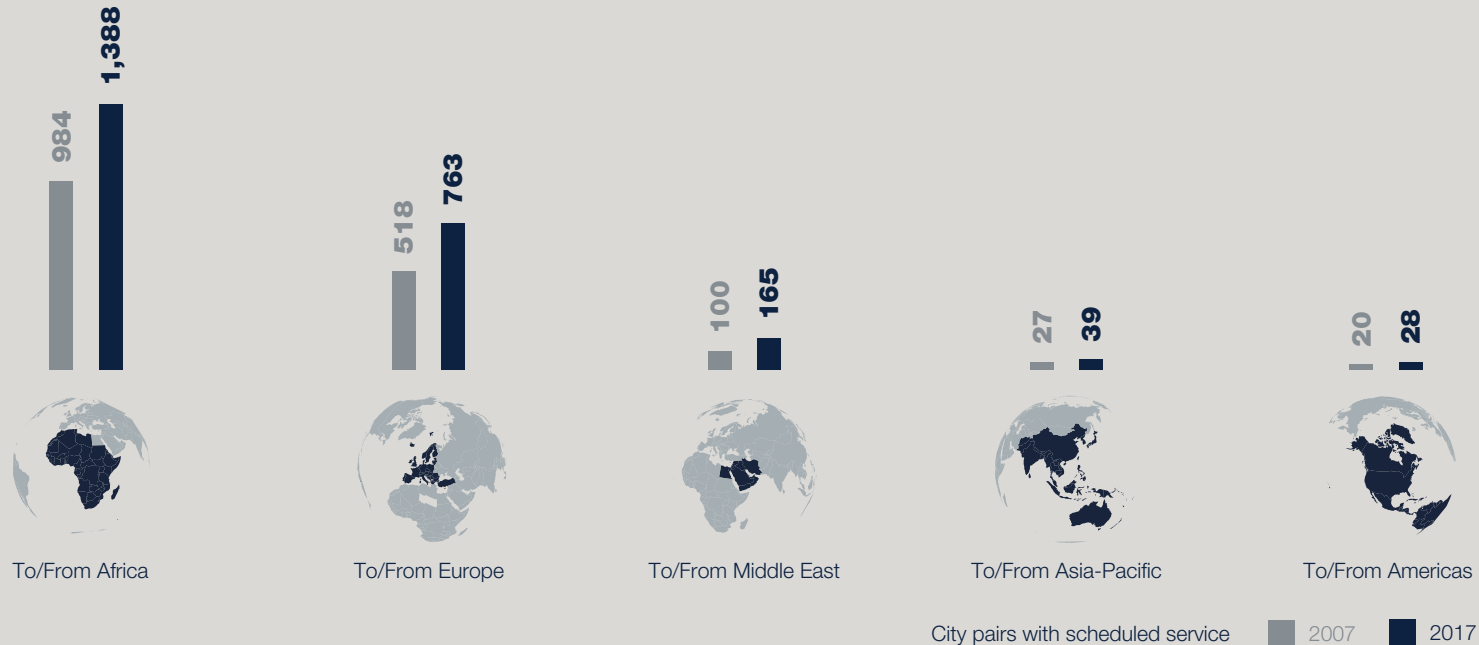 984
1,388
518
763
100
165
27
39
20
28
To/From Africa
To/From Europe
To/From Middle East
To/From Asia-Pacific
To/From Americas
City pairs with scheduled service 2007 2017